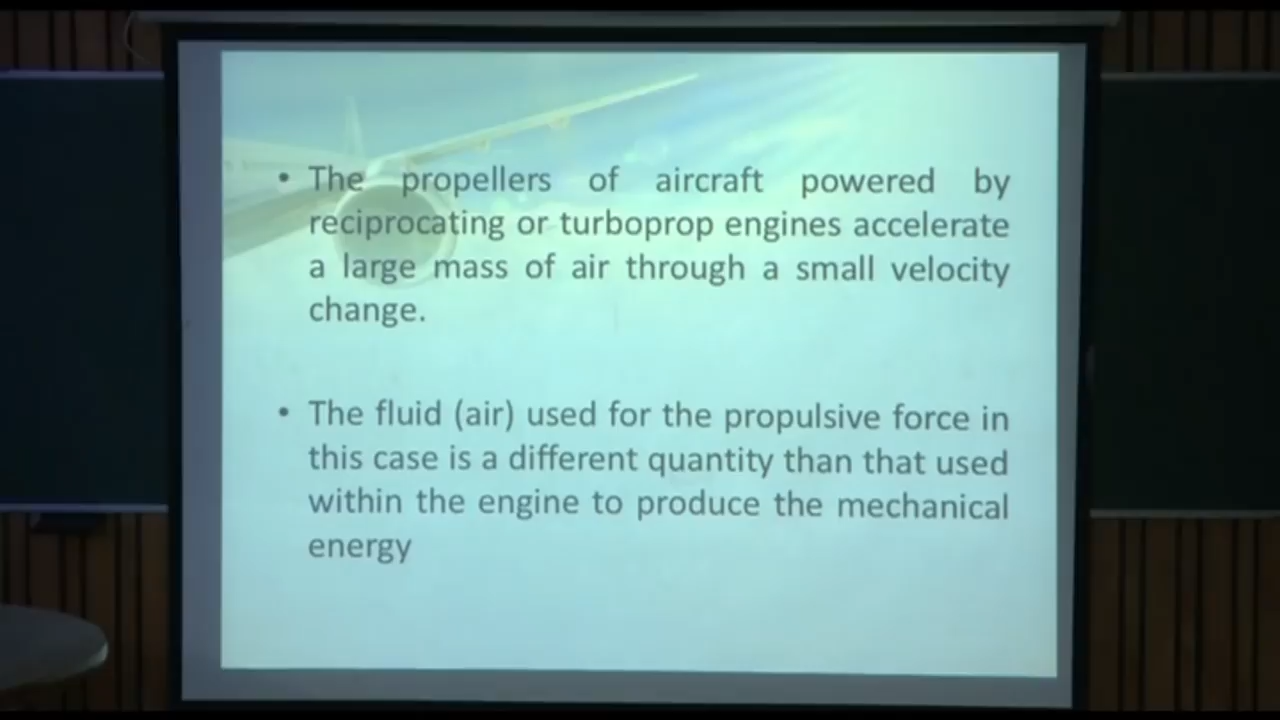 • The propellers of aircraft powered by
reciprocating or turboprop engines accelerate
a large mass of air through a small velocity
change.
• The fluid (air) used for the propulsive force in
this case is a different quantity than that used
within the engine to produce the mechanical
energy